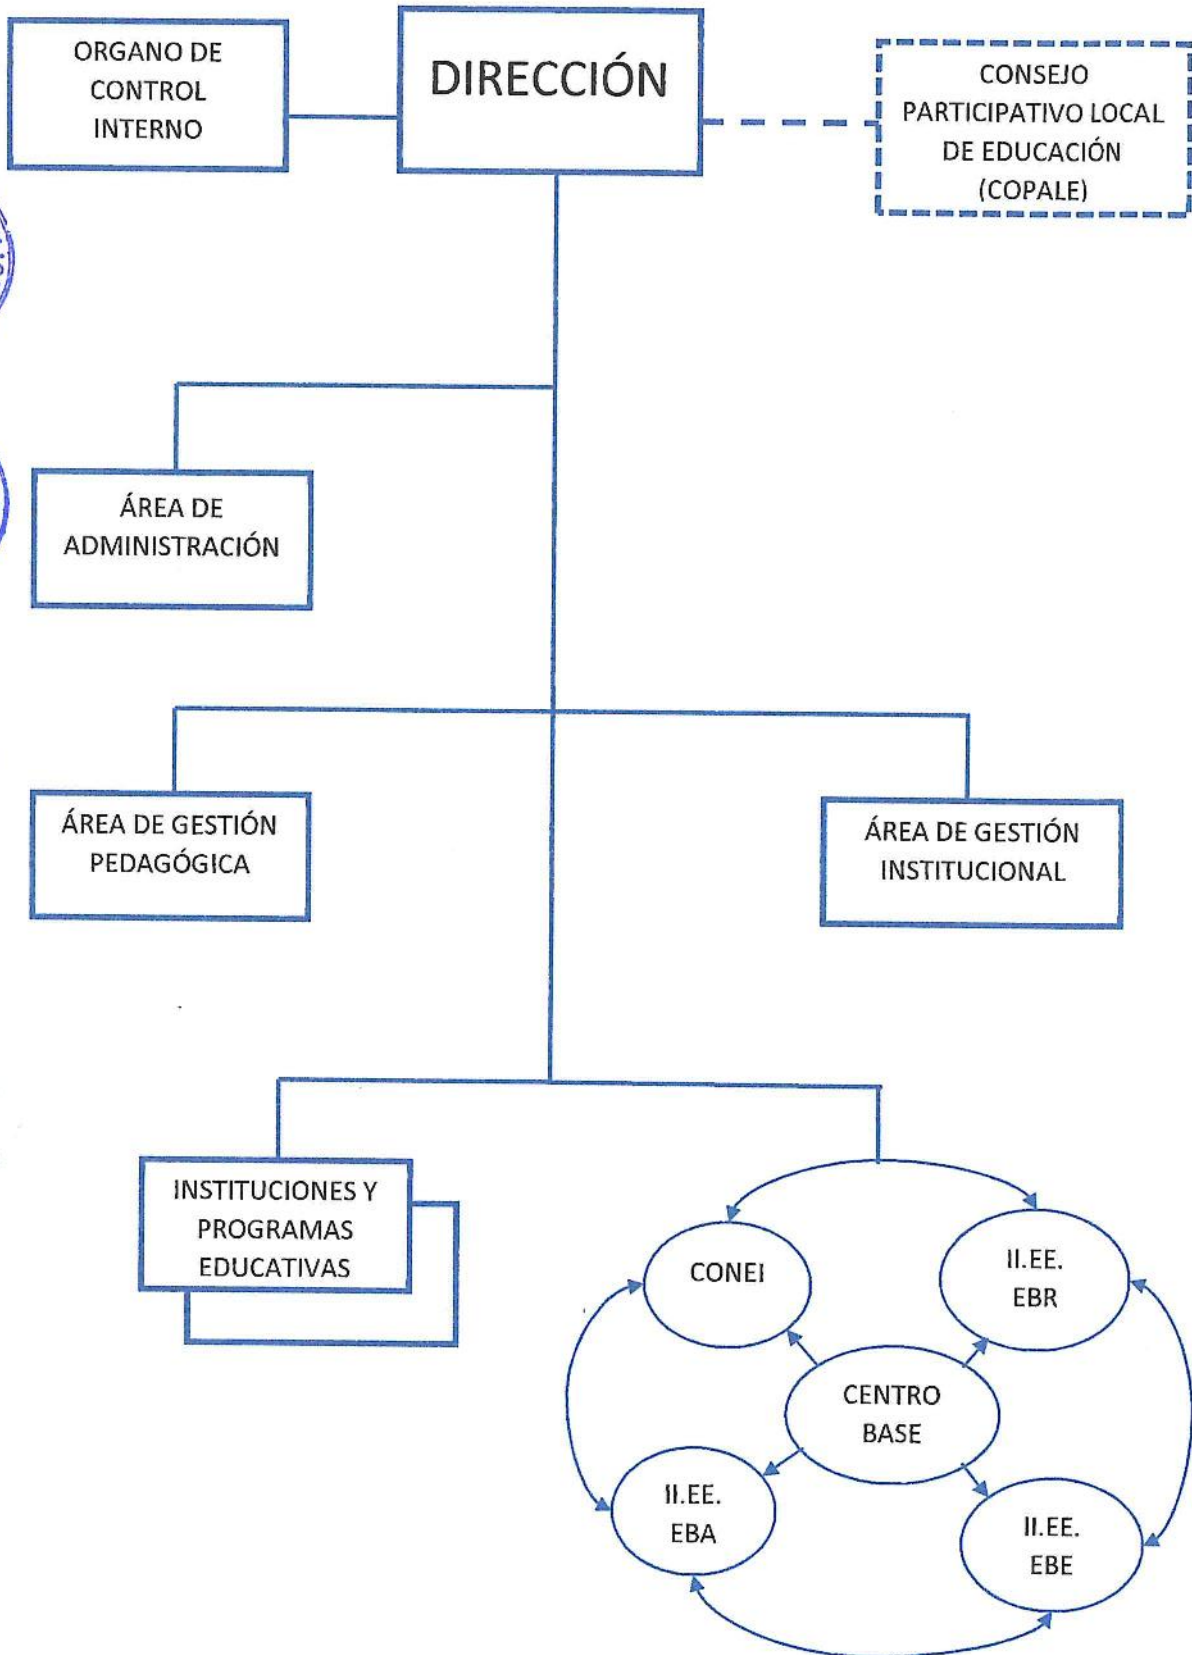 ORGANO DE
CONTROL
INTERNO
DIRECCIÓN
CONSEJO
PARTICIPATIVO LOCAL
DE EDUCACIÓN
(COPALE)
ÁREA DE
ADMINISTRACIÓN
ÁREA DE GESTIÓN
PEDAGÓGICA
ÁREA DE GESTIÓN
INSTITUCIONAL
INSTITUCIONES Y
PROGRAMAS
EDUCATIVAS
CONEI
II.EE.
EBR
CENTRO
BASE
II.EE.
EBA
II.EE.
EBE